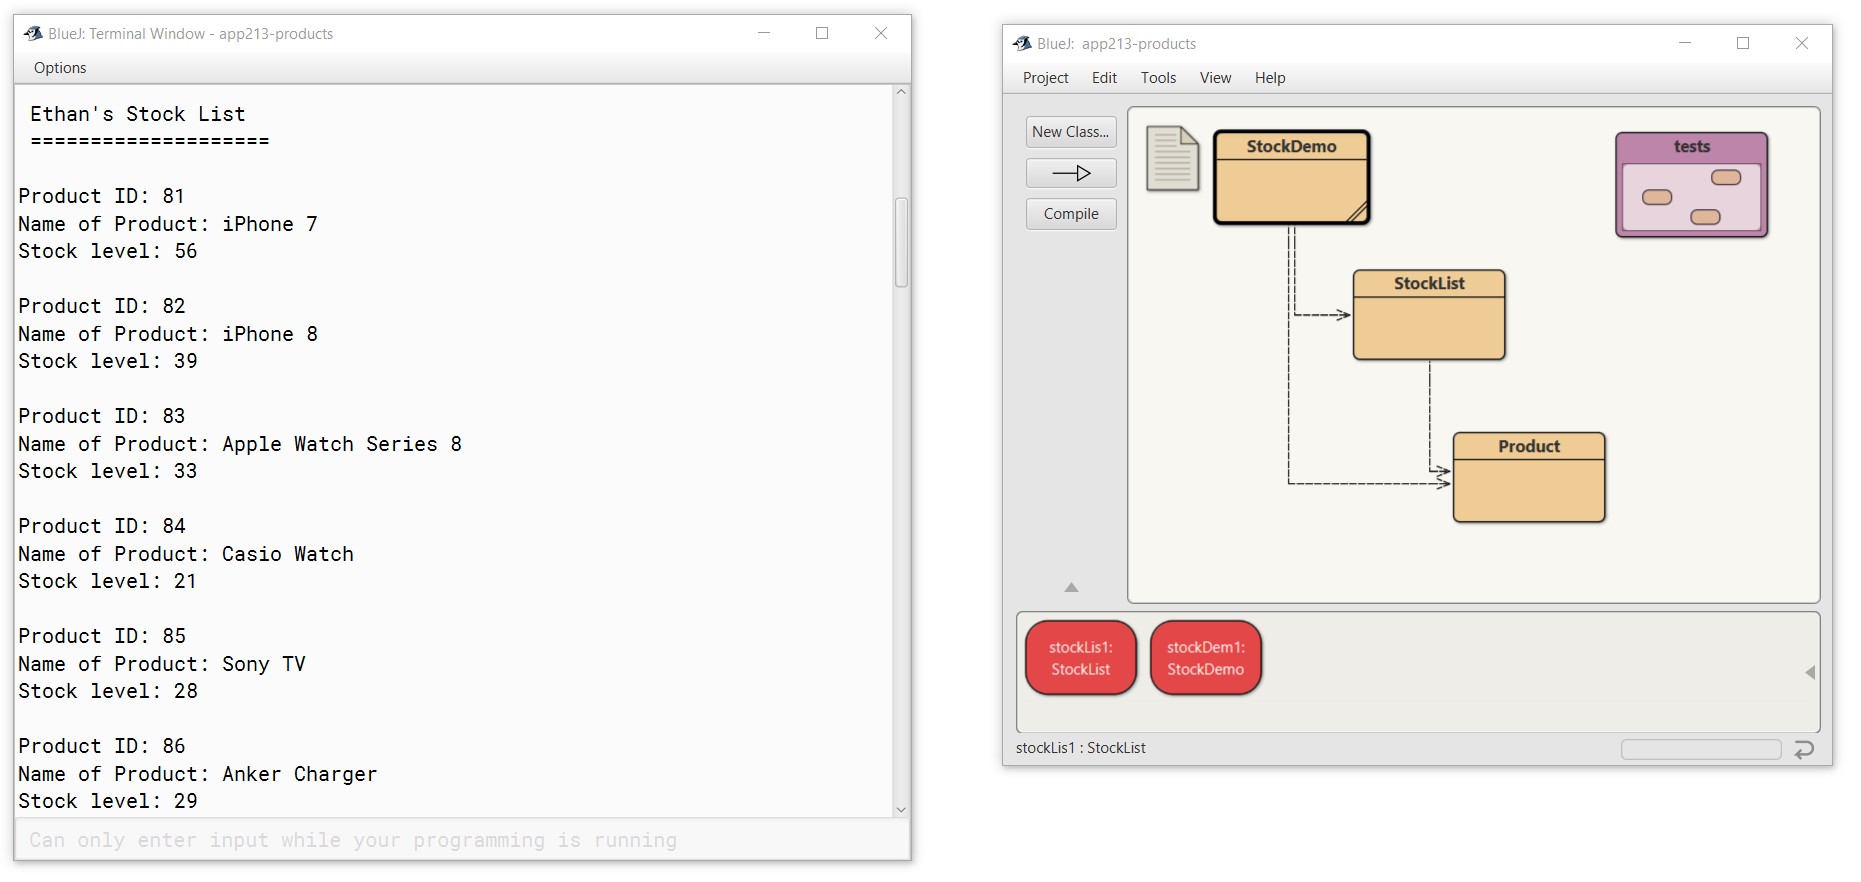 BlueJ: Terminal Window - app213-products
Options
Ethan's Stock List
====================
Product ID: 81
Name of Product: iPhone 7
Stock level: 56
Product ID: 82
Name of Product: iPhone 8
Stock level: 39
Product ID: 83
Name of Product: Apple Watch Series 8
Stock level: 33
Product ID: 84
Name of Product: Casio Watch
Stock level: 21
Product ID: 85
Name of Product: Sony TV
Stock level: 28
Product ID: 86
Name of Product: Anker Charger
Stock level: 29
Can only enter input while your programming is running
BlueJ: app213-products
Project Edit Tools View Help
New Class...
Compile
StockDemo
tests
StockList
Product
stockLis1:
StockList
stockDem1:
StockDemo
stockLis1 : StockList